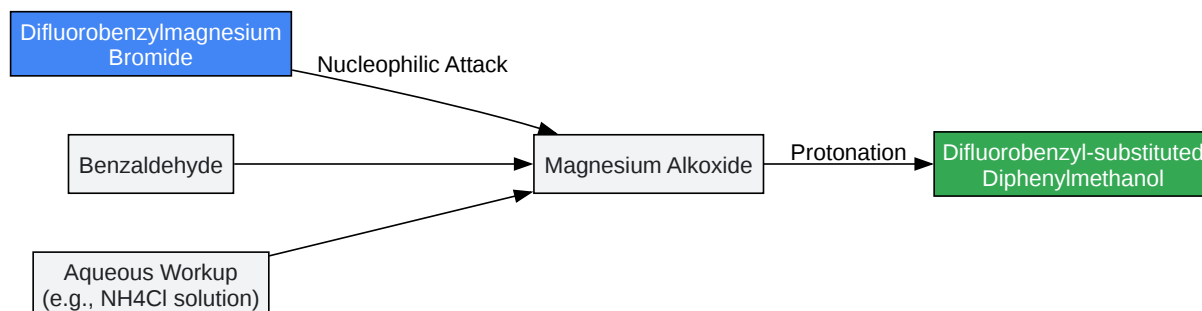 Difluorobenzylmagnesium
Bromide
Nucleophilic Attack
Benzaldehyde
Magnesium Alkoxide
Protonation
Difluorobenzyl-substituted
Diphenylmethanol
Aqueous Workup
(e.g., NH4Cl solution)